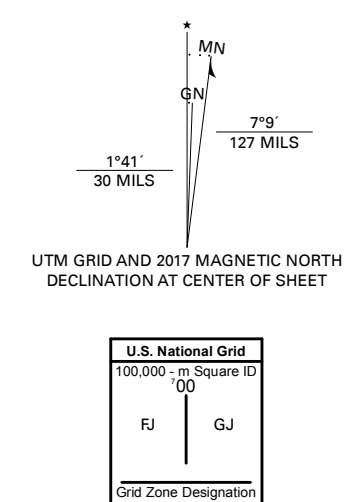 ★
MN
GN
7°9´
127 MILS
1°41´
30 MILS
UTM GRID AND 2017 MAGNETIC NORTH
DECLINATION AT CENTER OF SHEET
U.S. National Grid
100,000 - m Square ID
⁷00
FJ GJ
Grid Zone Designation